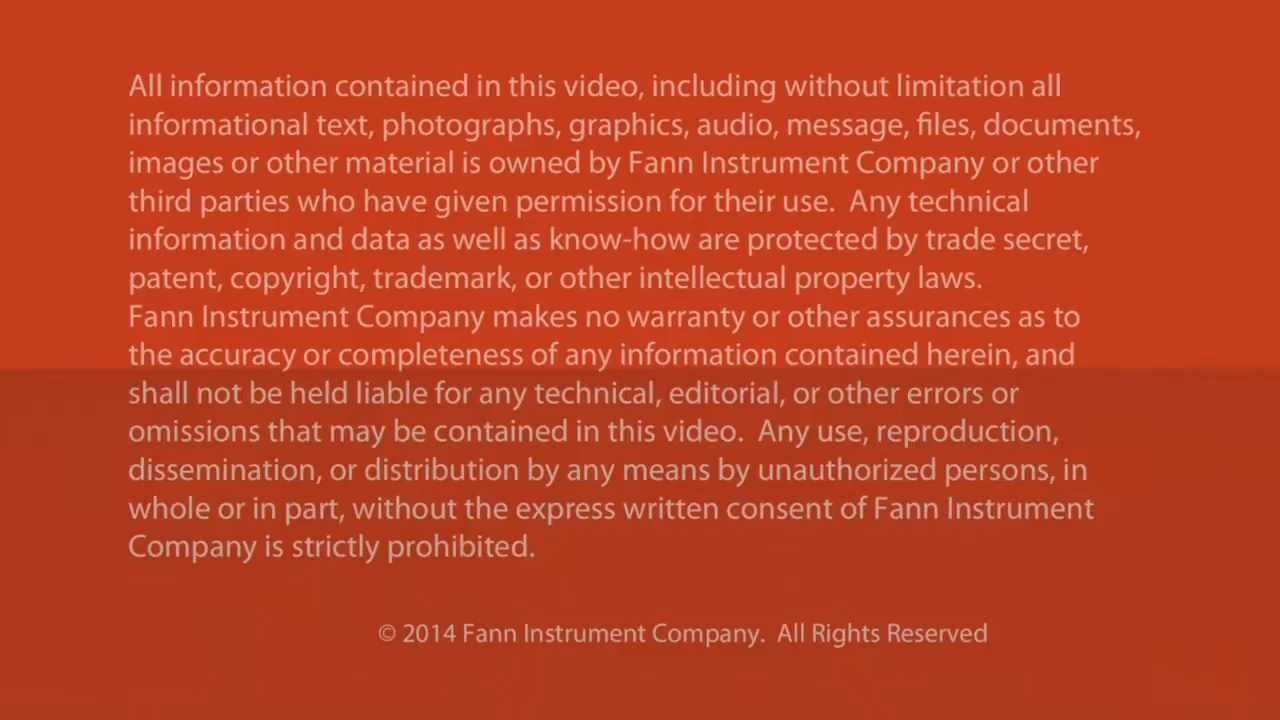 All information contained in this video, including without limitation all
informational text, photographs, graphics, audio, message, files, documents,
images or other material is owned by Fann Instrument Company or other
third parties who have given permission for their use.  Any technical
information and data as well as know-how are protected by trade secret,
patent, copyright, trademark, or other intellectual property laws.
Fann Instrument Company makes no warranty or other assurances as to
the accuracy or completeness of any information contained herein, and
shall not be held liable for any technical, editorial, or other errors or
omissions that may be contained in this video.  Any use, reproduction,
dissemination, or distribution by any means by unauthorized persons, in
whole or in part, without the express written consent of Fann Instrument
Company is strictly prohibited.
© 2014 Fann Instrument Company.  All Rights Reserved